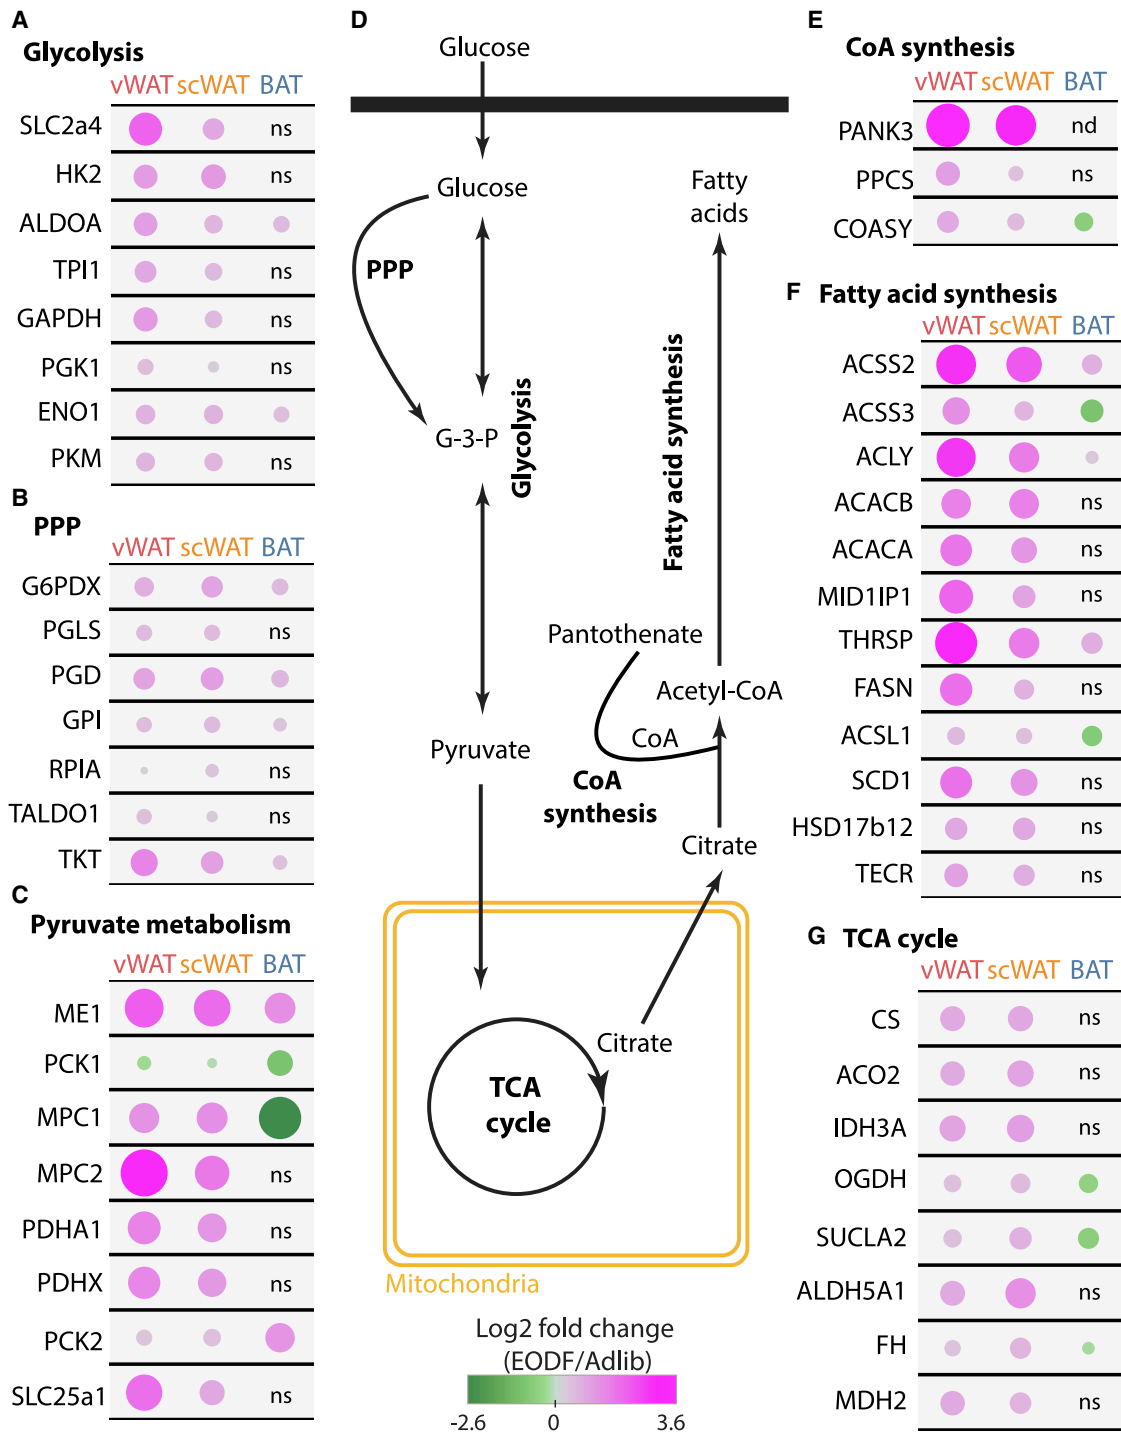 A
Glycolysis
vWAT scWAT BAT
SLC2a4 ns
HK2 ns
ALDOA
TPI1 ns
GAPDH ns
PGK1 ns
ENO1
PKM ns
B
PPP
vWAT scWAT BAT
G6PDX
PGLS ns
PGD
GPI
RPIA ns
TALDO1 ns
TKT
C
Pyruvate metabolism
vWAT scWAT BAT
ME1
PCK1
MPC1
MPC2 ns
PDHA1 ns
PDHX ns
PCK2
SLC25a1 ns
D
Glucose
Glucose
PPP
G-3-P
Glycolysis
Pyruvate
Fatty
acids
Fatty acid synthesis
Pantothenate
Acetyl-CoA
CoA
CoA
synthesis
Citrate
Citrate
TCA
cycle
Mitochondria
Log2 fold change
(EODF/Adlib)
-2.6 0 3.6
E
CoA synthesis
vWAT scWAT BAT
PANK3 nd
PPCS ns
COASY
F Fatty acid synthesis
vWAT scWAT BAT
ACSS2
ACSS3
ACLY
ACACB ns
ACACA ns
MID1IP1 ns
THRSP
FASN ns
ACSL1
SCD1 ns
HSD17b12 ns
TECR ns
G TCA cycle
vWAT scWAT BAT
CS ns
ACO2 ns
IDH3A ns
OGDH
SUCLA2
ALDH5A1 ns
FH
MDH2 ns